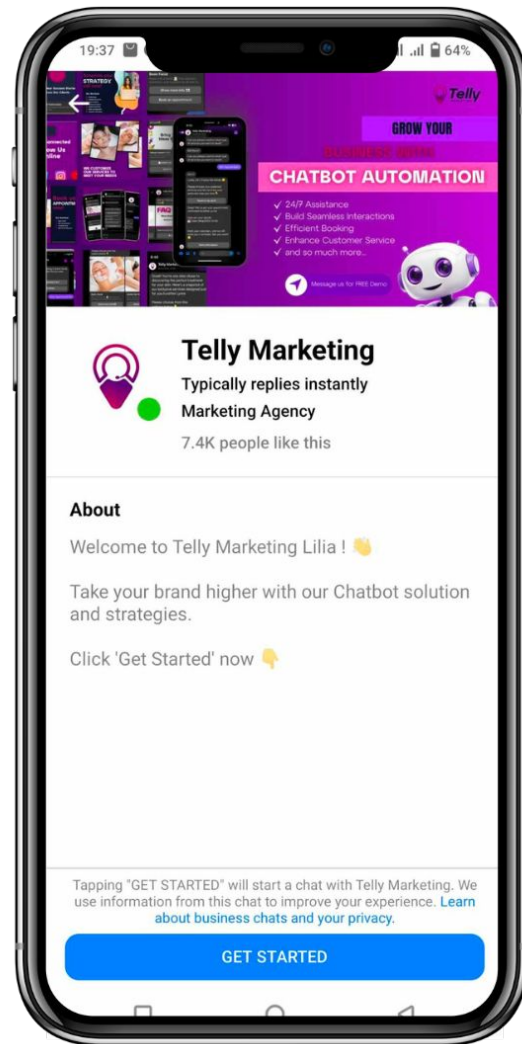 19:37
64%
STRATEGY
Telly
GROW YOUR
BUSINESS WITH
CHATBOT AUTOMATION
✓ 24/7 Assistance
✓ Build Seamless Interactions
✓ Efficient Booking
✓ Enhance Customer Service
✓ and so much more...
Message us for FREE Demo
FAQ
Telly Marketing
Typically replies instantly
Marketing Agency
7.4K people like this
About
Welcome to Telly Marketing Lilia ! 👋
Take your brand higher with our Chatbot solution
and strategies.
Click 'Get Started' now 👇
Tapping "GET STARTED" will start a chat with Telly Marketing. We
use information from this chat to improve your experience. Learn
about business chats and your privacy.
GET STARTED